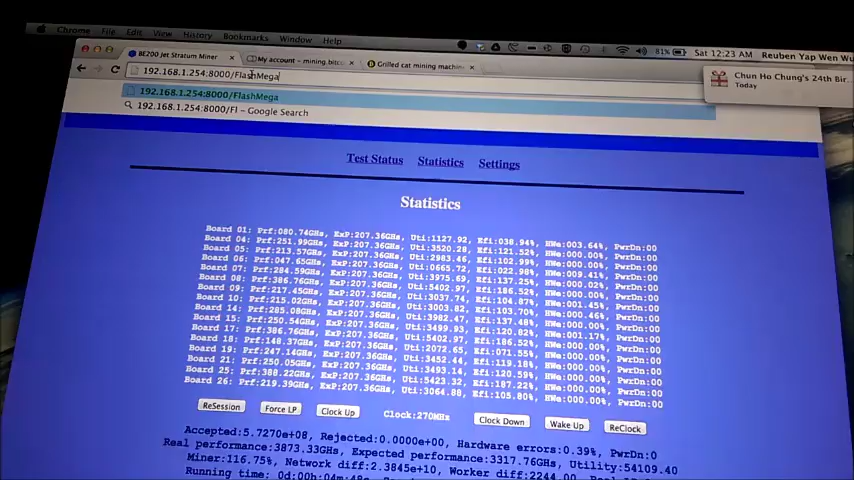 Chrome File Edit View History Bookmarks Window Help
81% Sat 12:23 AM Reuben Yap Wen Wu
BE200 Jet Stratum Miner × My account - mining.bitcu × Grilled cat mining machine ×
192.168.1.254:8000/FlashMega
192.168.1.254:8000/FlashMega
192.168.1.254:8000/Fl - Google Search
Chun Ho Chung's 24th Bir...
Today
Test Status Statistics Settings
Statistics
Board 01: Prf:080.74GHs, ExP:207.36GHs, Uti:1127.92, Efi:038.94%, HWe:003.64%, PwrDn:00
Board 04: Prf:251.99GHs, ExP:207.36GHs, Uti:3520.28, Efi:121.52%, HWe:000.00%, PwrDn:00
Board 05: Prf:213.57GHs, ExP:207.36GHs, Uti:2983.46, Efi:102.99%, HWe:000.00%, PwrDn:00
Board 06: Prf:047.65GHs, ExP:207.36GHs, Uti:0665.72, Efi:022.98%, HWe:009.41%, PwrDn:00
Board 07: Prf:284.59GHs, ExP:207.36GHs, Uti:3975.69, Efi:137.25%, HWe:000.02%, PwrDn:00
Board 08: Prf:386.76GHs, ExP:207.36GHs, Uti:5402.97, Efi:186.52%, HWe:000.00%, PwrDn:00
Board 09: Prf:217.45GHs, ExP:207.36GHs, Uti:3037.74, Efi:104.87%, HWe:001.45%, PwrDn:00
Board 10: Prf:215.02GHs, ExP:207.36GHs, Uti:3003.82, Efi:103.70%, HWe:000.46%, PwrDn:00
Board 14: Prf:285.08GHs, ExP:207.36GHs, Uti:3982.47, Efi:137.48%, HWe:000.00%, PwrDn:00
Board 15: Prf:250.54GHs, ExP:207.36GHs, Uti:3499.93, Efi:120.82%, HWe:001.17%, PwrDn:00
Board 17: Prf:386.76GHs, ExP:207.36GHs, Uti:5402.97, Efi:186.52%, HWe:000.00%, PwrDn:00
Board 18: Prf:148.37GHs, ExP:207.36GHs, Uti:2072.65, Efi:071.55%, HWe:000.00%, PwrDn:00
Board 19: Prf:247.14GHs, ExP:207.36GHs, Uti:3452.44, Efi:119.18%, HWe:000.00%, PwrDn:00
Board 21: Prf:250.05GHs, ExP:207.36GHs, Uti:3493.14, Efi:120.59%, HWe:000.00%, PwrDn:00
Board 25: Prf:388.22GHs, ExP:207.36GHs, Uti:5423.32, Efi:187.22%, HWe:000.00%, PwrDn:00
Board 26: Prf:219.39GHs, ExP:207.36GHs, Uti:3064.88, Efi:105.80%, HWe:000.00%, PwrDn:00
ReSession Force LP Clock Up Clock:270MHz Clock Down Wake Up ReClock
Accepted:5.7270e+08, Rejected:0.0000e+00, Hardware errors:0.39%, PwrDn:0
Real performance:3873.33GHs, Expected performance:3317.76GHs, Utility:54109.40
Miner:116.75%, Network diff:2.3845e+10, Worker diff:2244.00,
Running time: 0d:00h:04m:48s